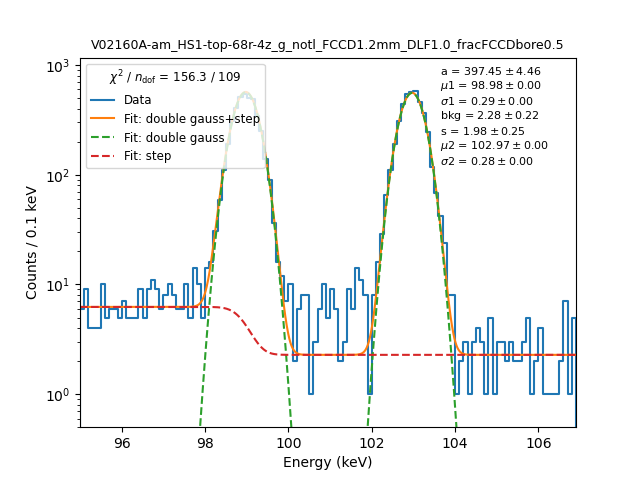 V02160A-am_HS1-top-68r-4z_g_notl_FCCD1.2mm_DLF1.0_fracFCCDbore0.5
χ² / n_dof = 156.3 / 109
Data
Fit: double gauss+step
Fit: double gauss
Fit: step
a = 397.45 ± 4.46
μ1 = 98.98 ± 0.00
σ1 = 0.29 ± 0.00
bkg = 2.28 ± 0.22
s = 1.98 ± 0.25
μ2 = 102.97 ± 0.00
σ2 = 0.28 ± 0.00
Counts / 0.1 keV
10³
10²
10¹
10⁰
96 98 100 102 104 106
Energy (keV)